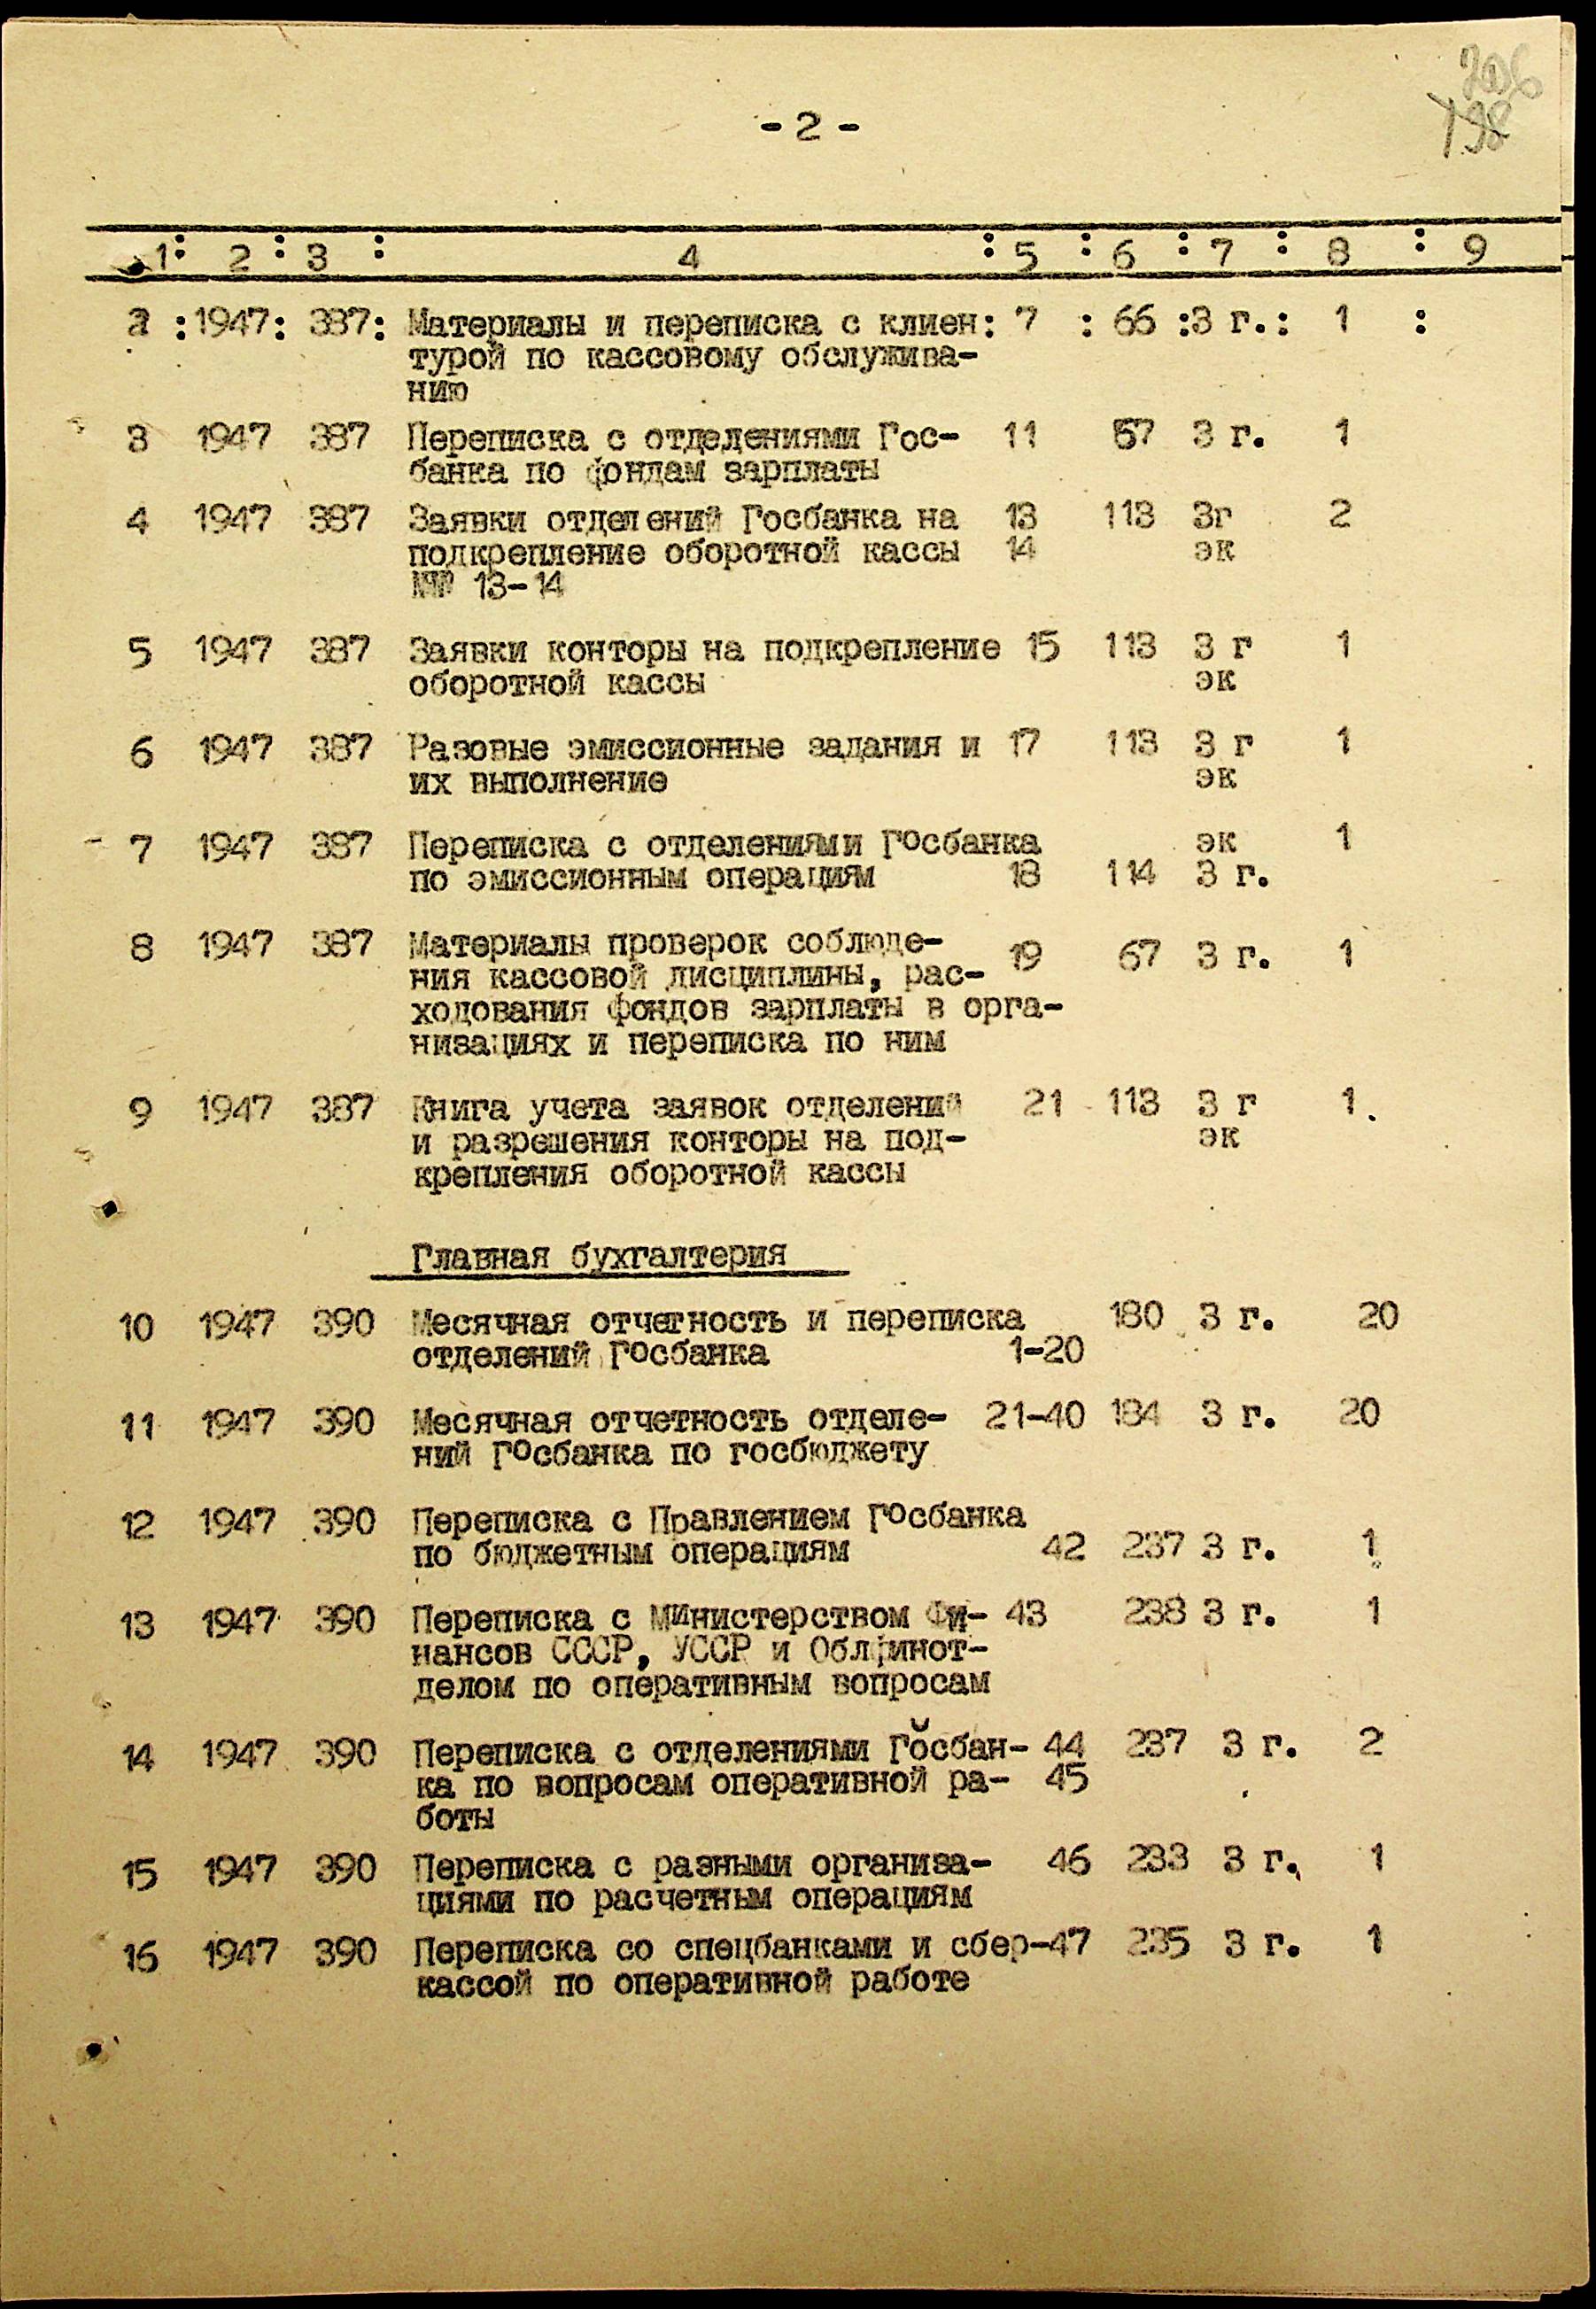 206
198
- 2 -
1 : 2 : 3 : 4 : 5 : 6 : 7 : 8 : 9
2 : 1947 : 387 : Материалы и переписка с клиен : 7 : 66 : 3 г. : 1 :
турой по кассовому обслужива-
нию
3 1947 387 Переписка с отделениями Гос- 11 67 3 г. 1
банка по фондам зарплаты
4 1947 387 Заявки отделений Госбанка на 13 113 3г 2
подкрепление оборотной кассы 14 эк
№№ 13-14
5 1947 387 Заявки конторы на подкрепление 15 113 3 г 1
оборотной кассы эк
6 1947 387 Разовые эмиссионные задания и 17 113 3 г 1
их выполнение эк
7 1947 387 Переписка с отделениями Госбанка эк 1
по эмиссионным операциям 18 114 3 г.
8 1947 387 Материалы проверок соблюде- 19 67 3 г. 1
ния кассовой дисциплины, рас-
ходования фондов зарплаты в орга-
низациях и переписка по ним
9 1947 387 Книга учета заявок отделений 21 113 3 г 1.
и разрешения конторы на под- эк
крепления оборотной кассы
Главная бухгалтерия
10 1947 390 Месячная отчетность и переписка 180 3 г. 20
отделений Госбанка 1-20
11 1947 390 Месячная отчетность отделе- 21-40 184 3 г. 20
ний Госбанка по госбюджету
12 1947 390 Переписка с Правлением Госбанка
по бюджетным операциям 42 237 3 г. 1
13 1947 390 Переписка с Министерством Фи- 43 238 3 г. 1
нансов СССР, УССР и Облфинот-
делом по оперативным вопросам
14 1947 390 Переписка с отделениями Госбан- 44 237 3 г. 2
ка по вопросам оперативной ра- 45
боты
15 1947 390 Переписка с разными организа- 46 233 3 г. 1
циями по расчетным операциям
16 1947 390 Переписка со спецбанками и сбер- 47 235 3 г. 1
кассой по оперативной работе